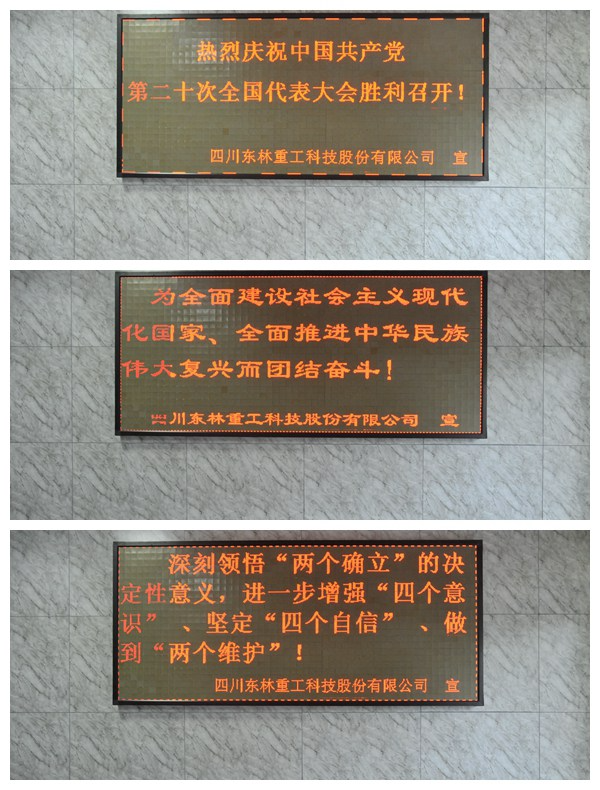 热烈庆祝中国共产党
第二十次全国代表大会胜利召开！
四川东林重工科技股份有限公司 宣
为全面建设社会主义现代
化国家、全面推进中华民族
伟大复兴而团结奋斗！
四川东林重工科技股份有限公司 宣
深刻领悟“两个确立”的决
定性意义，进一步增强“四个意
识”、坚定“四个自信”、做
到“两个维护”！
四川东林重工科技股份有限公司 宣